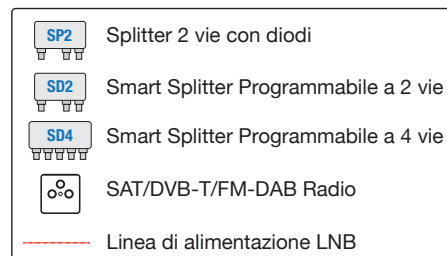 SP2 Splitter 2 vie con diodi
SD2 Smart Splitter Programmabile a 2 vie
SD4 Smart Splitter Programmabile a 4 vie
SAT/DVB-T/FM-DAB Radio
Linea di alimentazione LNB